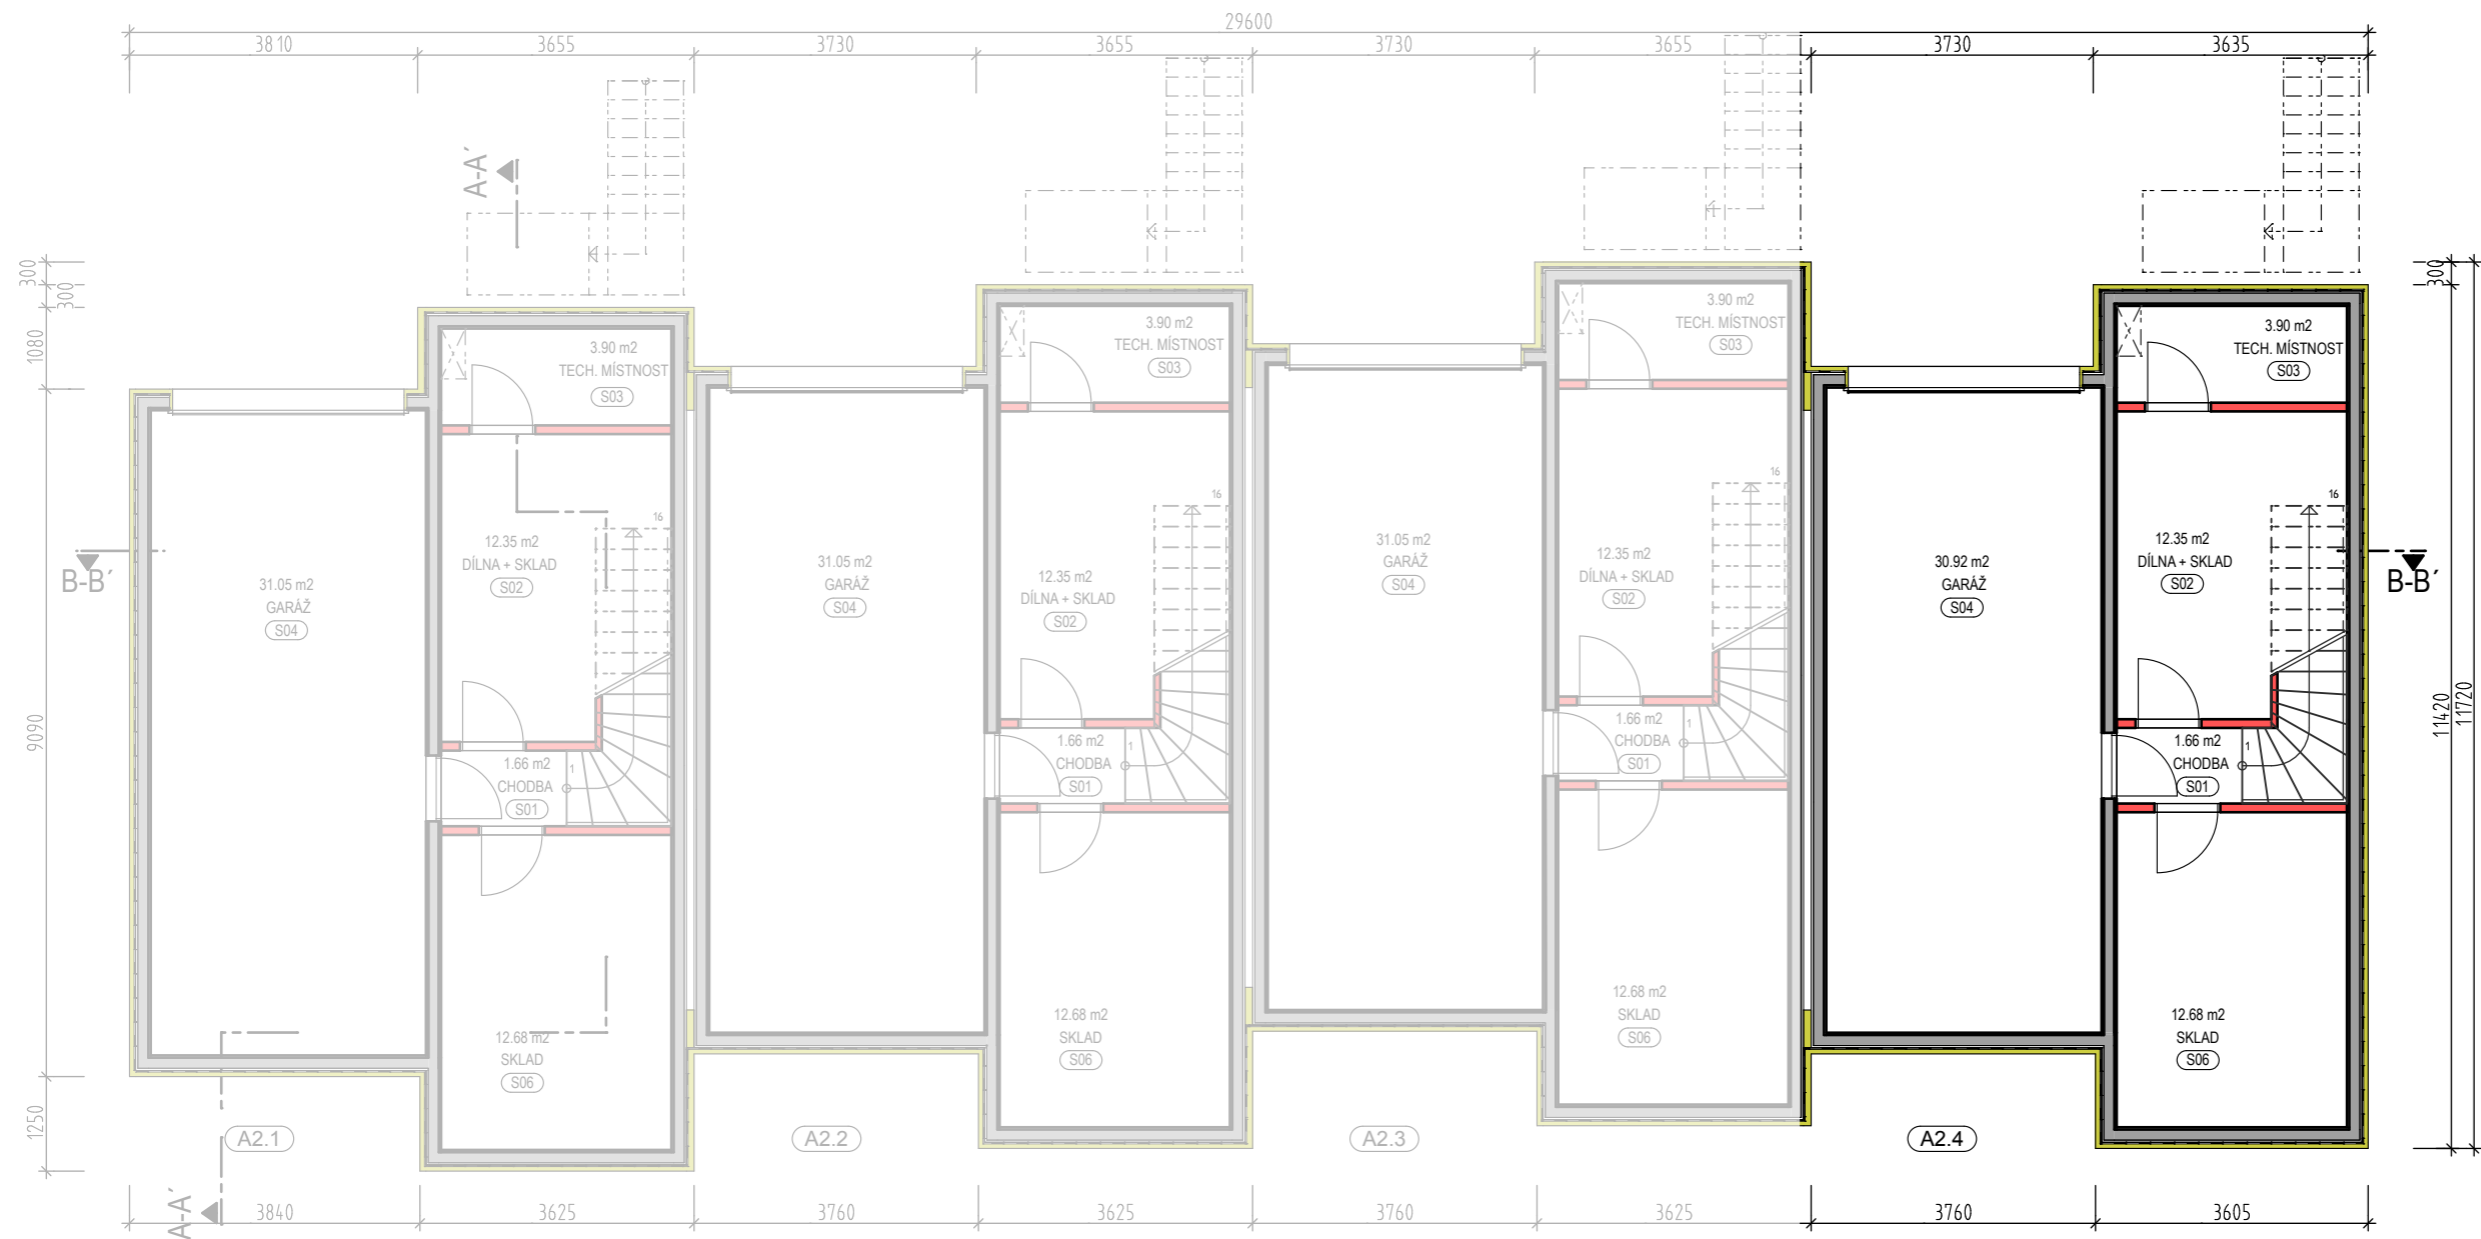 29600
3810 3655 3730 3655 3730 3655 3730 3635
A-A´
300
300
1080
9090
1250
300
11420
11720
B-B´
B-B´
3.90 m2
TECH. MÍSTNOST
S03
12.35 m2
DÍLNA + SKLAD
S02
16
31.05 m2
GARÁŽ
S04
1.66 m2
CHODBA
S01
1
12.68 m2
SKLAD
S06
A2.1
3.90 m2
TECH. MÍSTNOST
S03
16
31.05 m2
GARÁŽ
S04
12.35 m2
DÍLNA + SKLAD
S02
1.66 m2
CHODBA
S01
1
12.68 m2
SKLAD
S06
A2.2
3.90 m2
TECH. MÍSTNOST
S03
16
31.05 m2
GARÁŽ
S04
12.35 m2
DÍLNA + SKLAD
S02
1.66 m2
CHODBA
S01
1
12.68 m2
SKLAD
S06
A2.3
3.90 m2
TECH. MÍSTNOST
S03
16
30.92 m2
GARÁŽ
S04
12.35 m2
DÍLNA + SKLAD
S02
1.66 m2
CHODBA
S01
1
12.68 m2
SKLAD
S06
A2.4
A-A´
3840 3625 3760 3625 3760 3625 3760 3605